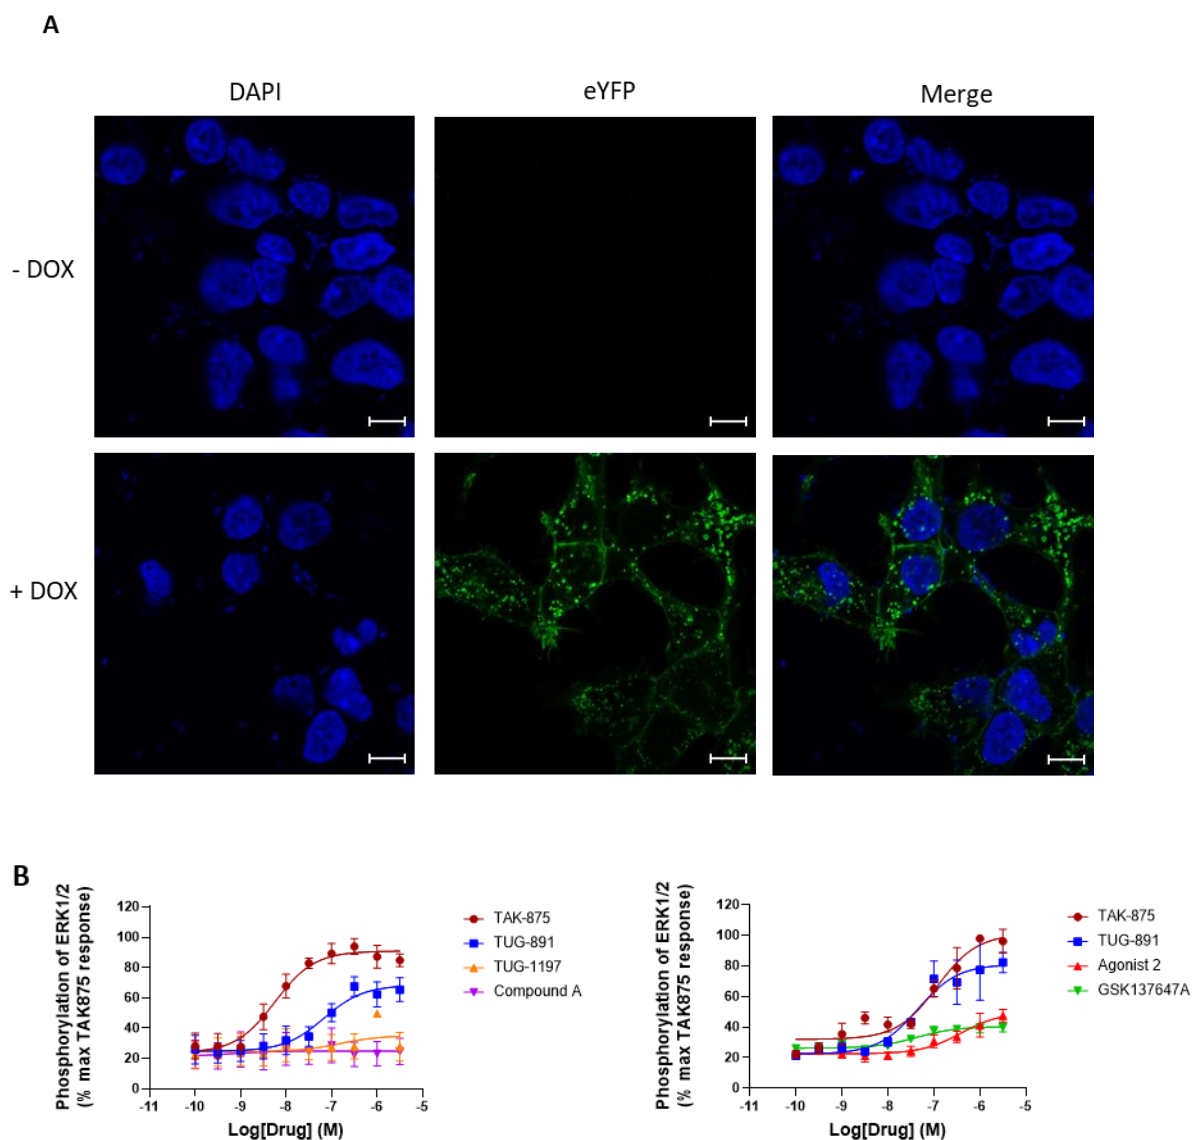 A
DAPI
eYFP
Merge
- DOX
+ DOX
B
Phosphorylation of ERK1/2
(% max TAK875 response)
120
100
80
60
40
20
0
-11
-10
-9
-8
-7
-6
-5
Log[Drug] (M)
TAK-875
TUG-891
TUG-1197
Compound A
Phosphorylation of ERK1/2
(% max TAK875 response)
120
100
80
60
40
20
0
-11
-10
-9
-8
-7
-6
-5
Log[Drug] (M)
TAK-875
TUG-891
Agonist 2
GSK137647A